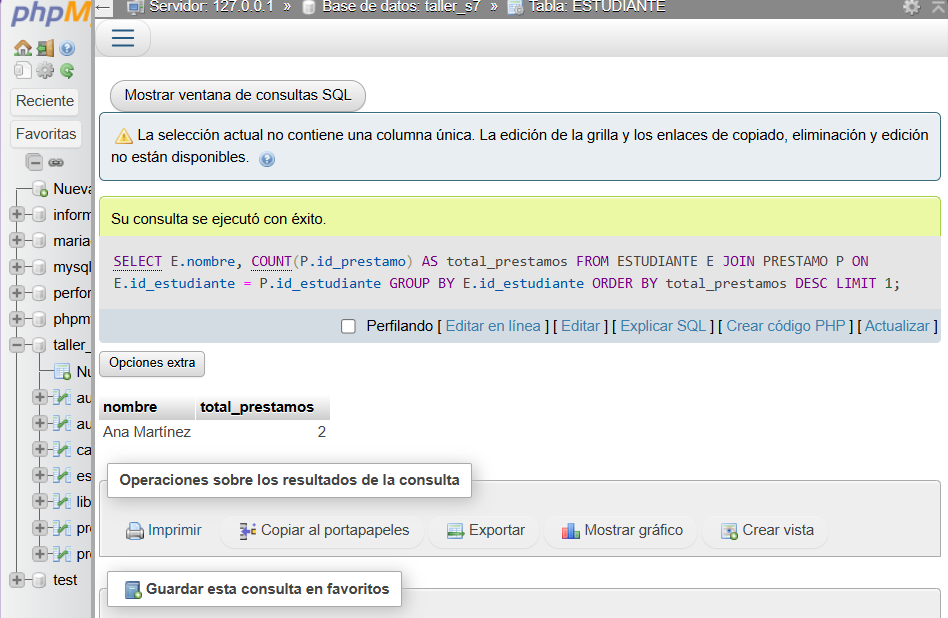 phpM
Servidor: 127.0.0.1 » Base de datos: taller_s7 » Tabla: ESTUDIANTE
Reciente
Favoritas
Nueva
inform
maria
mysql
perfor
phpm
taller_
Nu
au
au
ca
es
lib
pre
pr
test
Mostrar ventana de consultas SQL
La selección actual no contiene una columna única. La edición de la grilla y los enlaces de copiado, eliminación y edición
no están disponibles.
Su consulta se ejecutó con éxito.
SELECT E.nombre, COUNT(P.id_prestamo) AS total_prestamos FROM ESTUDIANTE E JOIN PRESTAMO P ON
E.id_estudiante = P.id_estudiante GROUP BY E.id_estudiante ORDER BY total_prestamos DESC LIMIT 1;
Perfilando [ Editar en línea ] [ Editar ] [ Explicar SQL ] [ Crear código PHP ] [ Actualizar ]
Opciones extra
nombre total_prestamos
Ana Martínez 2
Operaciones sobre los resultados de la consulta
Imprimir Copiar al portapapeles Exportar Mostrar gráfico Crear vista
Guardar esta consulta en favoritos